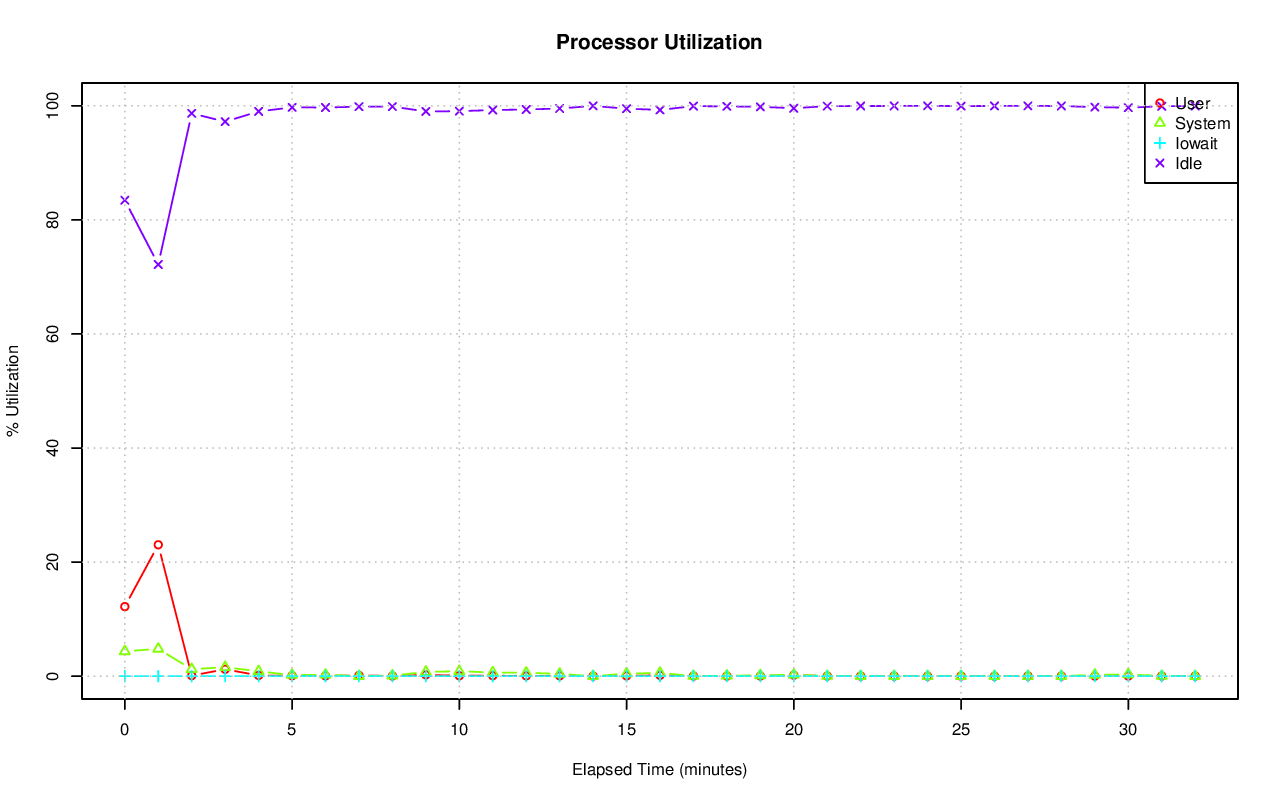 Processor Utilization
100
80
60
40
20
0
% Utilization
User
System
Iowait
Idle
0 5 10 15 20 25 30
Elapsed Time (minutes)